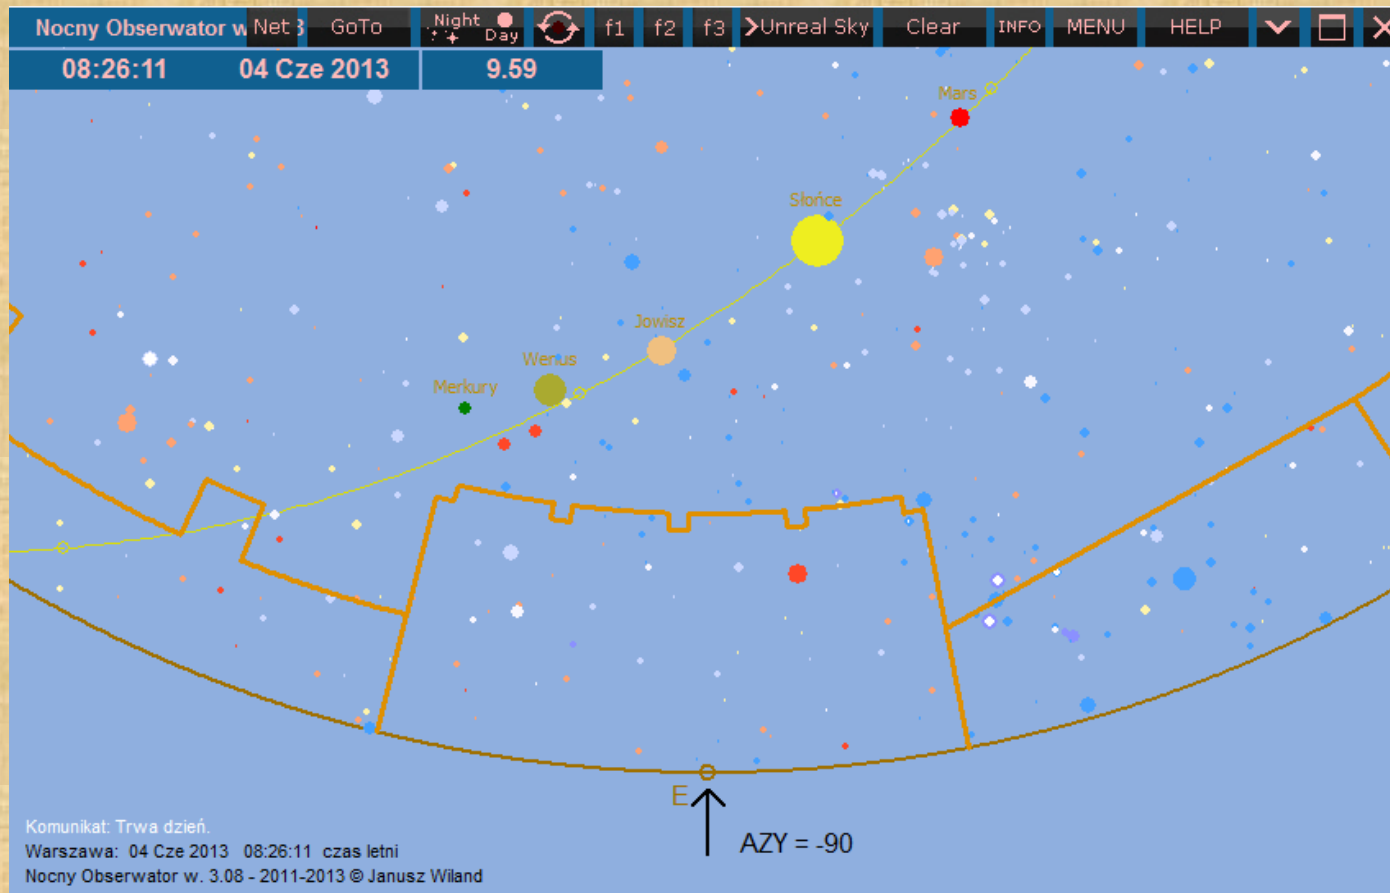 Nocny Obserwator w Net 3 GoTo Night Day f1 f2 f3 >Unreal Sky Clear INFO MENU HELP
08:26:11 04 Cze 2013 9.59
Mars
Słońce
Jowisz
Wenus
Merkury
E
AZY = -90
Komunikat: Trwa dzień.
Warszawa: 04 Cze 2013 08:26:11 czas letni
Nocny Obserwator w. 3.08 - 2011-2013 © Janusz Wiland